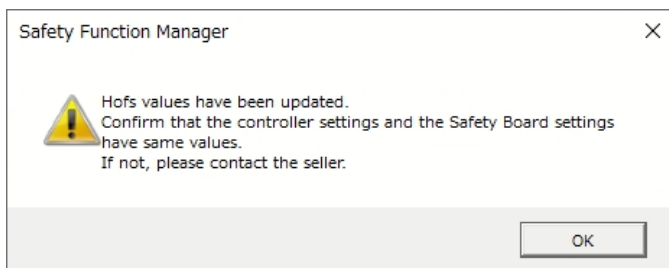 Safety Function Manager
Hofs values have been updated.
Confirm that the controller settings and the Safety Board settings
have same values.
If not, please contact the seller.
OK